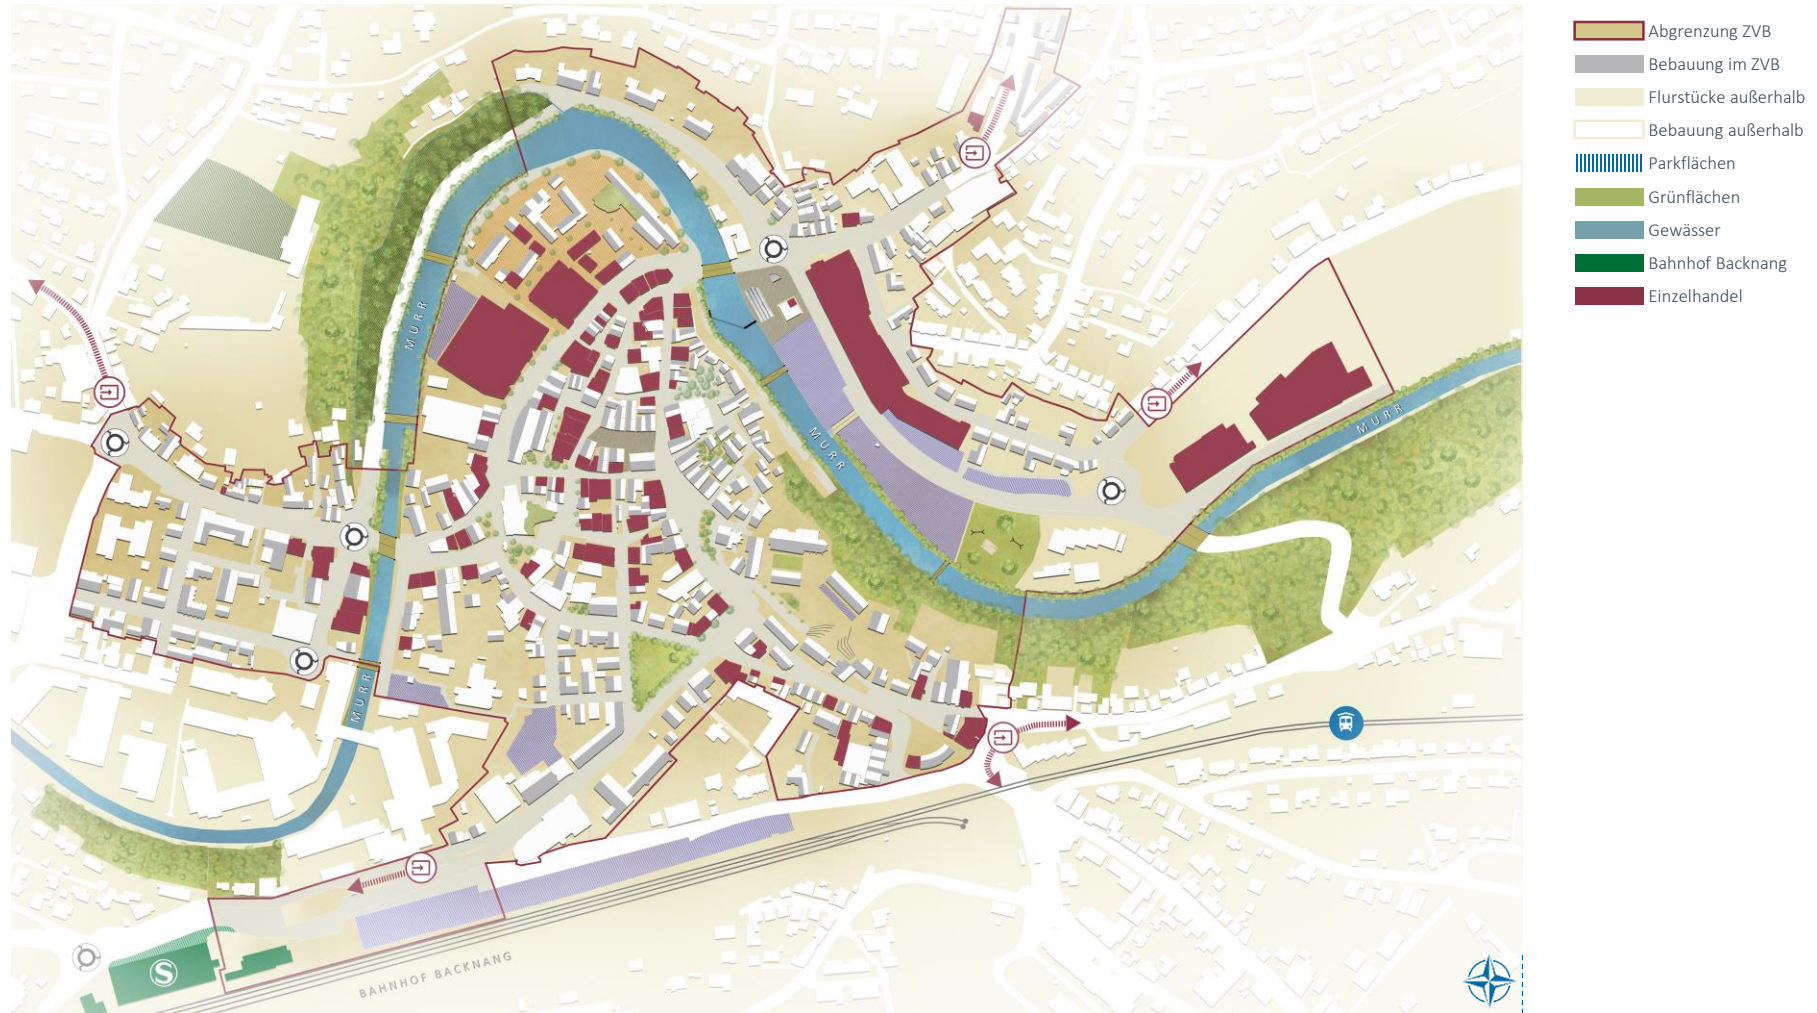 Abgrenzung ZVB
Bebauung im ZVB
Flurstücke außerhalb
Bebauung außerhalb
Parkflächen
Grünflächen
Gewässer
Bahnhof Backnang
Einzelhandel
MURR
MURR
MURR
MURR
S
BAHNHOF BACKNANG